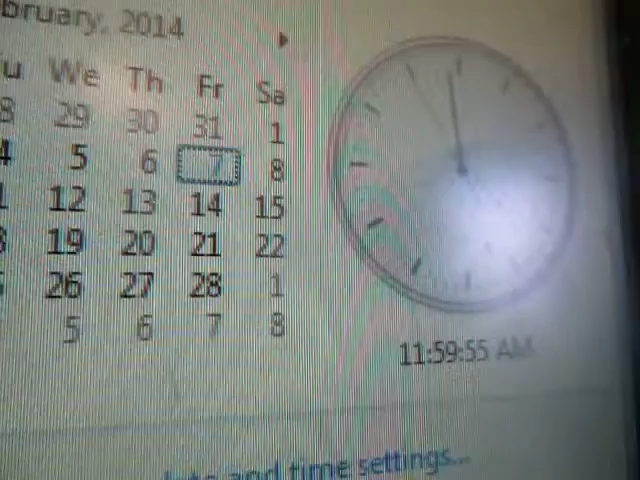 bruary, 2014
We Th Fr Sa
29 30 31 1
5 6 7 8
12 13 14 15
19 20 21 22
26 27 28 1
5 6 7 8
11:59:55 AM
and time settings...